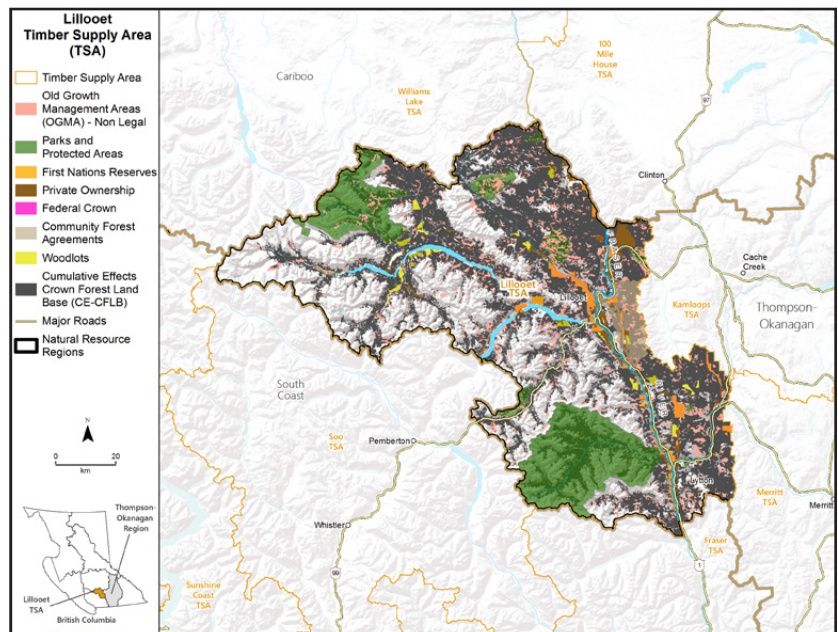 Lillooet
Timber Supply Area
(TSA)
Timber Supply Area
Old Growth
Management Areas
(OGMA) - Non Legal
Parks and
Protected Areas
First Nations Reserves
Private Ownership
Federal Crown
Community Forest
Agreements
Woodlots
Cumulative Effects
Crown Forest Land
Base (CE-CFLB)
Major Roads
Natural Resource
Regions
N
0 20
km
Thompson-
Okanagan
Region
Lillooet
TSA
British Columbia
100
Mile
House
TSA
Cariboo
Williams
Lake
TSA
97
Clinton
FRASER
Cache
Creek
Lillooet
TSA
Lillooet
Kamloops
TSA
Thompson-
Okanagan
South
Coast
RIVER
Soo
TSA
Pemberton
Lytton
Merritt
TSA
Merritt
Whistler
Fraser
TSA
Sunshine
Coast
TSA
99
1